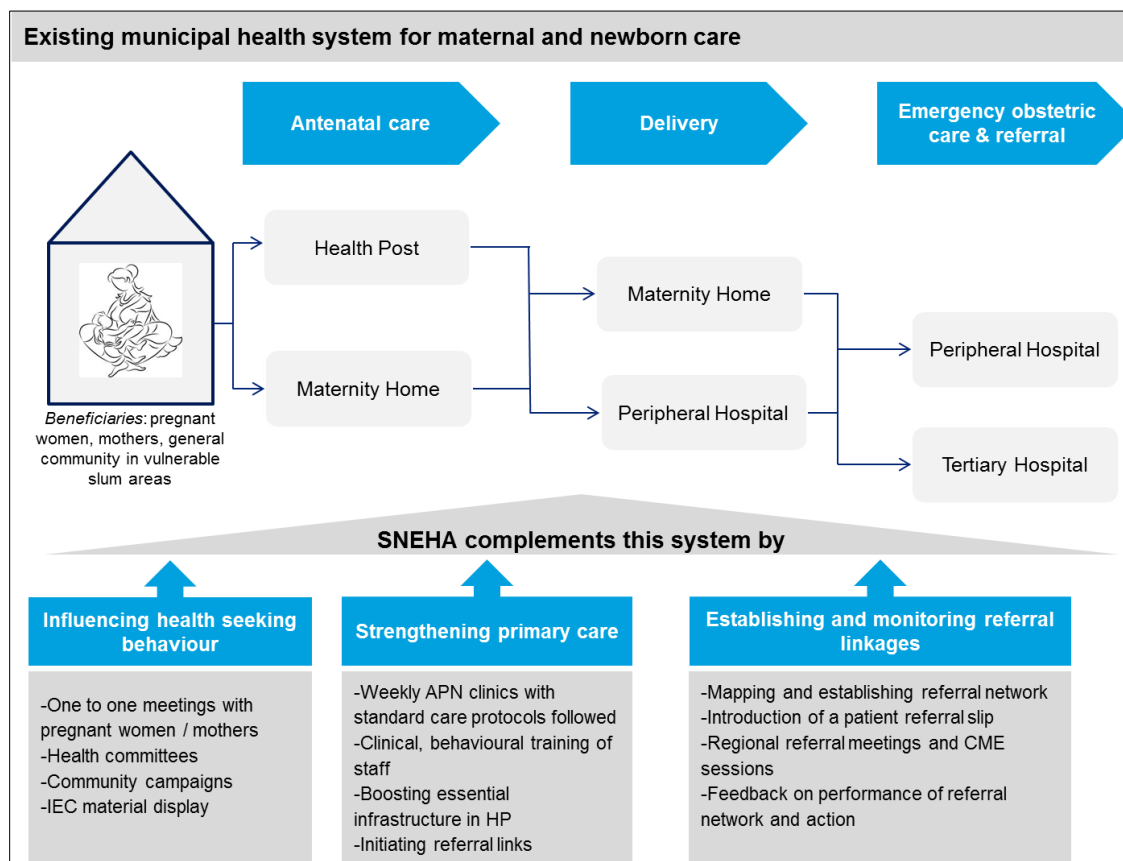 Existing municipal health system for maternal and newborn care
Antenatal care
Delivery
Emergency obstetric
care & referral
Health Post
Maternity Home
Maternity Home
Peripheral Hospital
Peripheral Hospital
Tertiary Hospital
Beneficiaries: pregnant
women, mothers, general
community in vulnerable
slum areas
SNEHA complements this system by
Influencing health seeking
behaviour
-One to one meetings with
pregnant women / mothers
-Health committees
-Community campaigns
-IEC material display
Strengthening primary care
-Weekly APN clinics with
standard care protocols followed
-Clinical, behavioural training of
staff
-Boosting essential
infrastructure in HP
-Initiating referral links
Establishing and monitoring referral
linkages
-Mapping and establishing referral network
-Introduction of a patient referral slip
-Regional referral meetings and CME
sessions
-Feedback on performance of referral
network and action